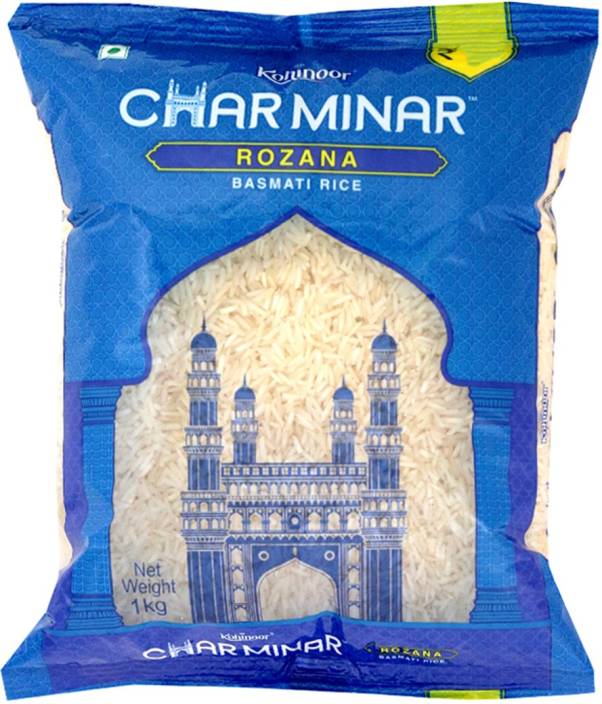 Kohinoor
CHAR MINAR™
ROZANA
BASMATI RICE
Net
Weight
1kg
Kohinoor
CHAR MINAR
ROZANA
BASMATI RICE